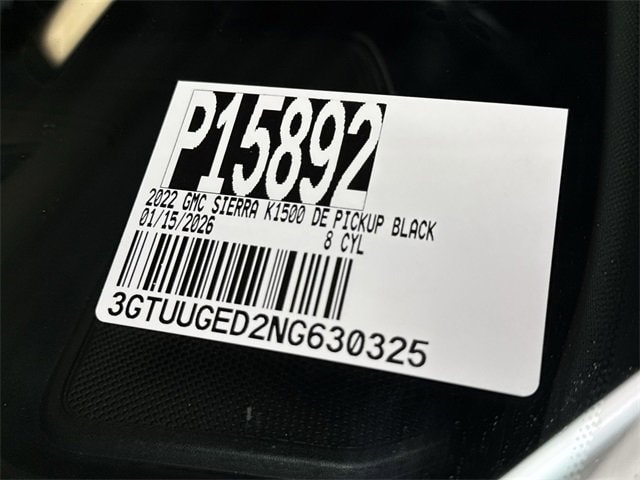 P15892
2022 GMC SIERRA K1500 DE PICKUP BLACK
01/15/2026 8 CYL
3GTUUGED2NG630325